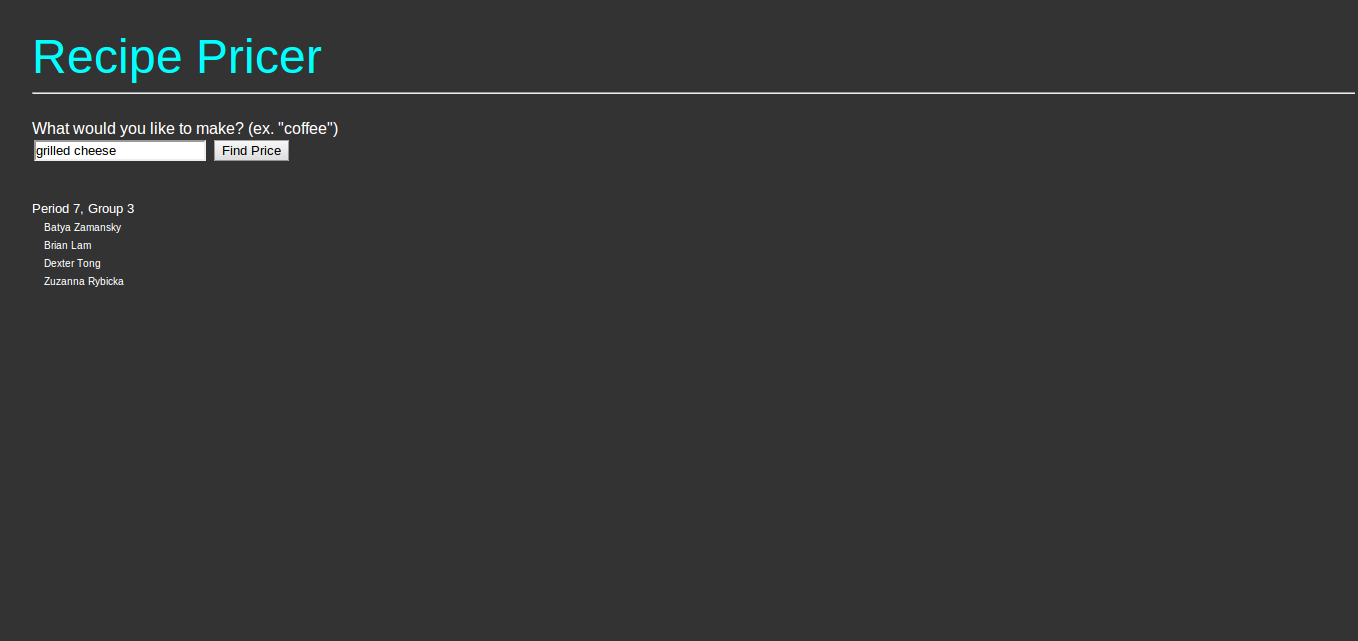 Recipe Pricer
What would you like to make? (ex. "coffee")
grilled cheese Find Price
Period 7, Group 3
Batya Zamansky
Brian Lam
Dexter Tong
Zuzanna Rybicka